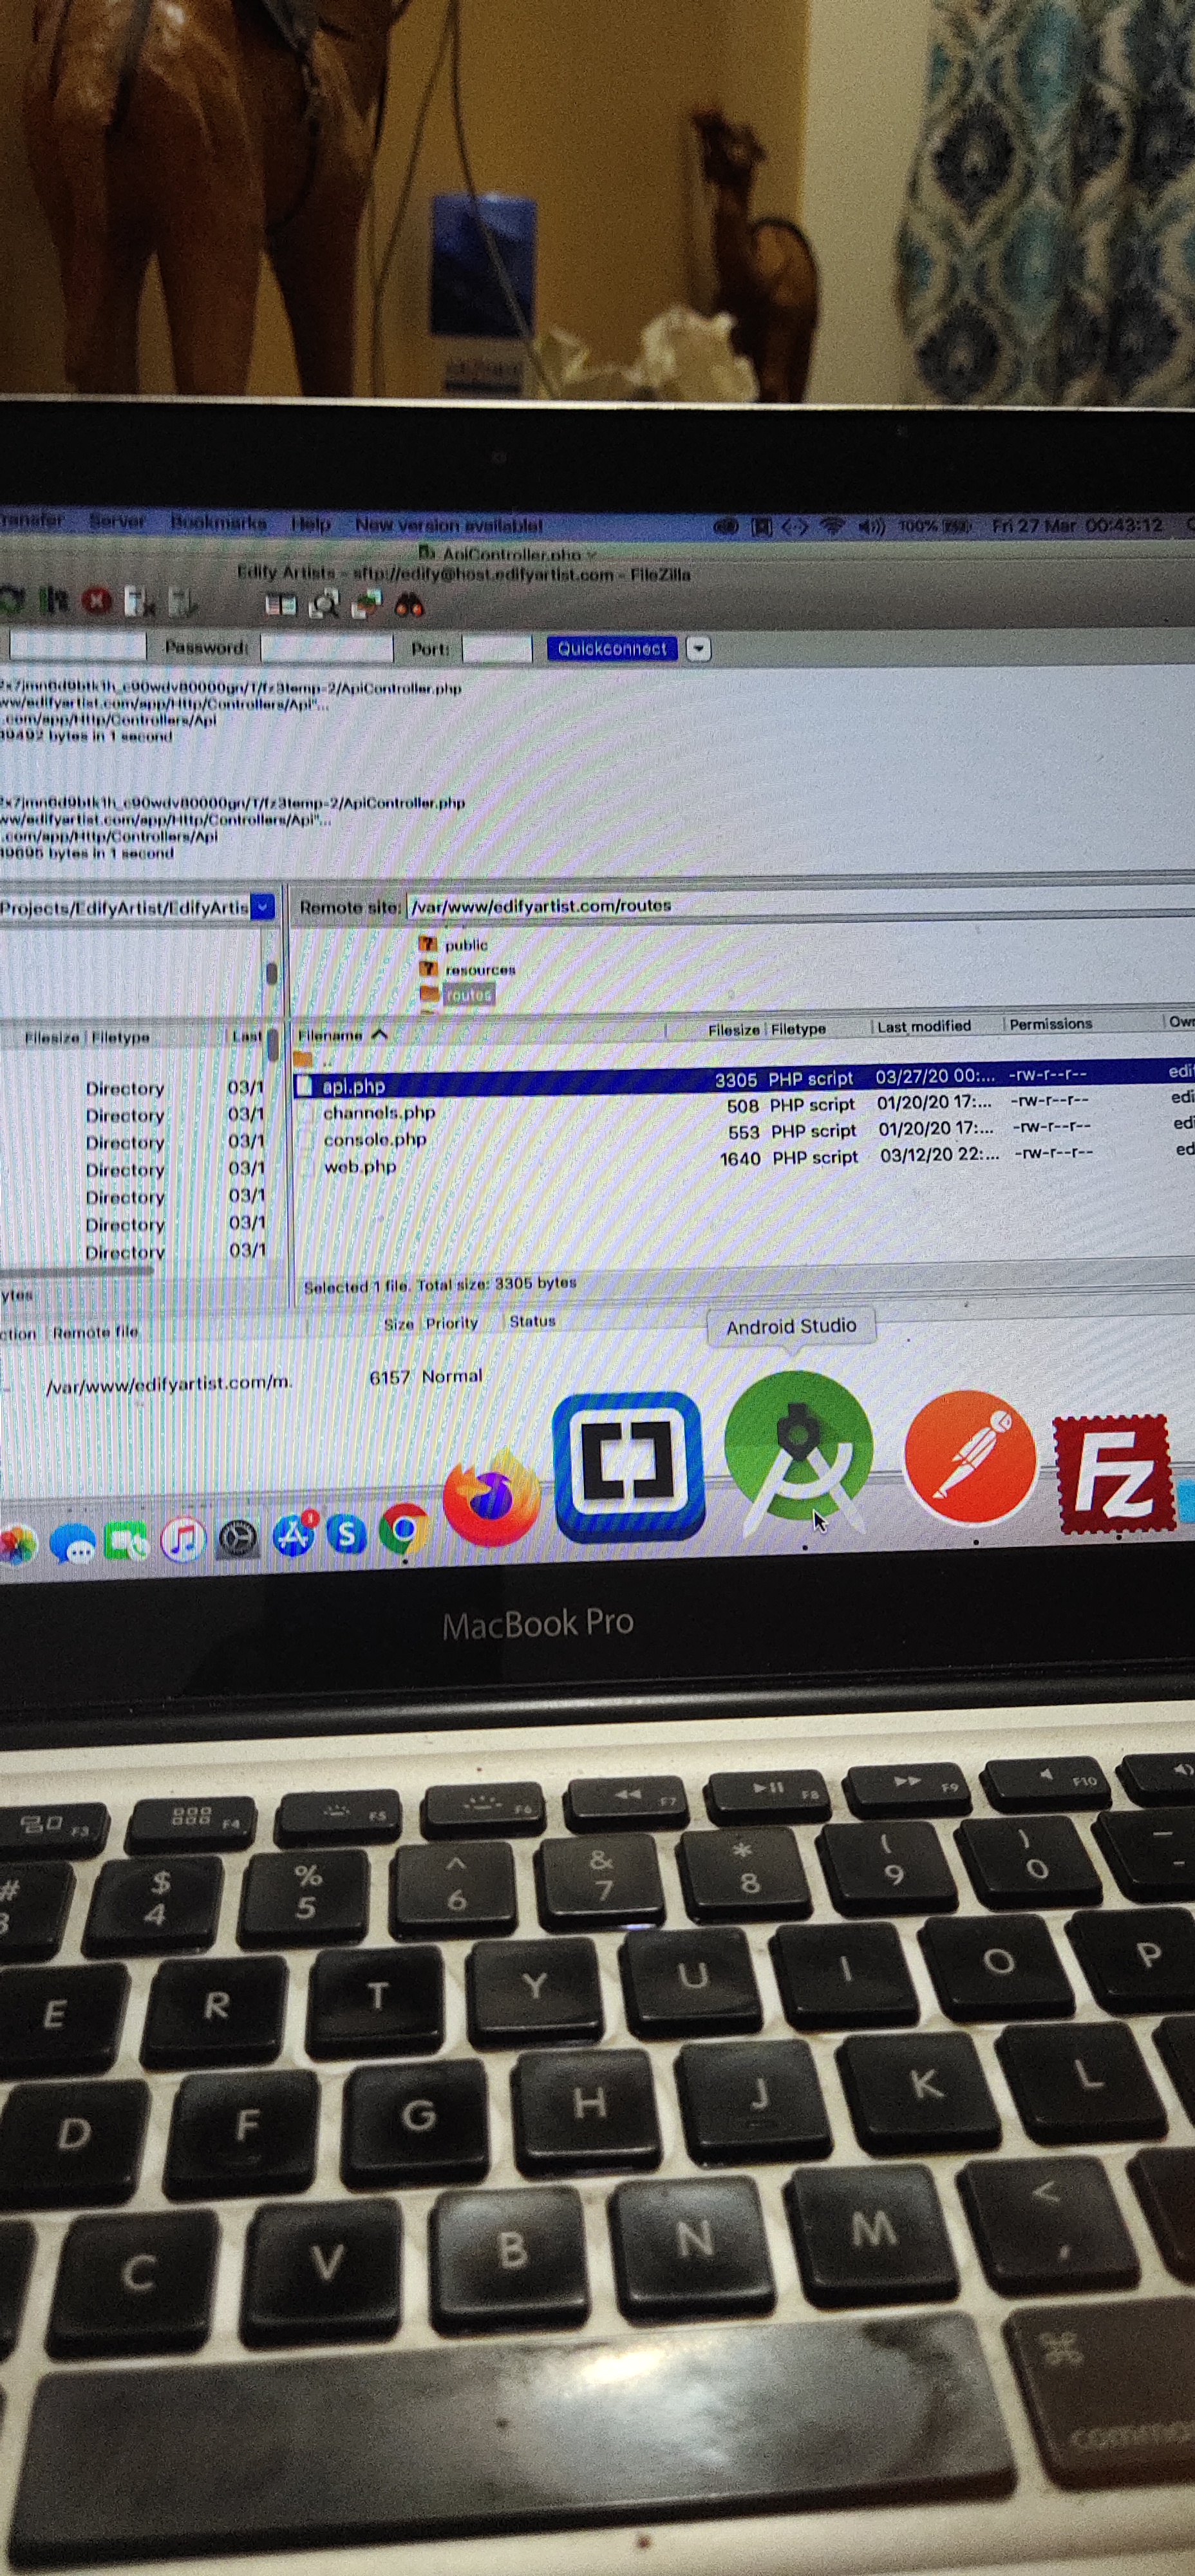 Transfer Server Bookmarks Help New version available! 100% Fri 27 Mar 00:43:12
ApiController.php
Edify Artists - sftp://edify@host.edifyartist.com - FileZilla
Password: Port: Quickconnect
/T/fz3temp-2/ApiController.php
ww/edifyartist.com/app/Http/Controllers/Api"...
.com/app/Http/Controllers/Api
bytes in 1 second
/T/fz3temp-2/ApiController.php
ww/edifyartist.com/app/Http/Controllers/Api"...
.com/app/Http/Controllers/Api
bytes in 1 second
Projects/EdifyArtist/EdifyArtis Remote site: /var/www/edifyartist.com/routes
? public
? resources
routes
Filesize Filetype Last Filename Filesize Filetype Last modified Permissions Own
..
Directory 03/1 api.php 3305 PHP script 03/27/20 00:... -rw-r--r-- edi
Directory 03/1 channels.php 508 PHP script 01/20/20 17:... -rw-r--r-- edi
Directory 03/1 console.php 553 PHP script 01/20/20 17:... -rw-r--r-- edi
Directory 03/1 web.php 1640 PHP script 03/12/20 22:... -rw-r--r-- ed
Directory 03/1
Directory 03/1
Directory 03/1
ytes Selected 1 file. Total size: 3305 bytes
ction Remote file Size Priority Status
Android Studio
/var/www/edifyartist.com/m. 6157 Normal
S Fz
MacBook Pro
F3 F4 F5 F6 F7 F8 F9 F10
# $ % ^ & * ( ) —
3 4 5 6 7 8 9 0 -
E R T Y U I O P
D F G H J K L
C V B N M < ,
⌘